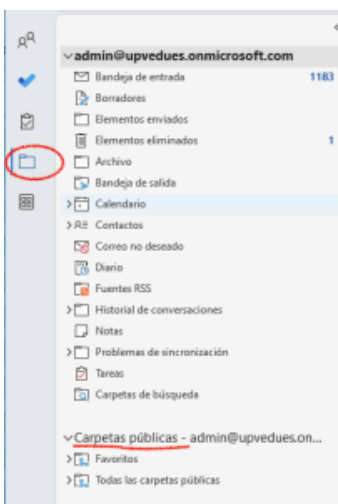 admin@upvedues.onmicrosoft.com
Bandeja de entrada 1183
Borradores
Elementos enviados
Elementos eliminados 1
Archivo
Bandeja de salida
Calendario
Contactos
Correo no deseado
Diario
Fuentes RSS
Historial de conversaciones
Notas
Problemas de sincronización
Tareas
Carpetas de búsqueda
Carpetas públicas - admin@upvedues.on...
Favoritos
Todas las carpetas públicas